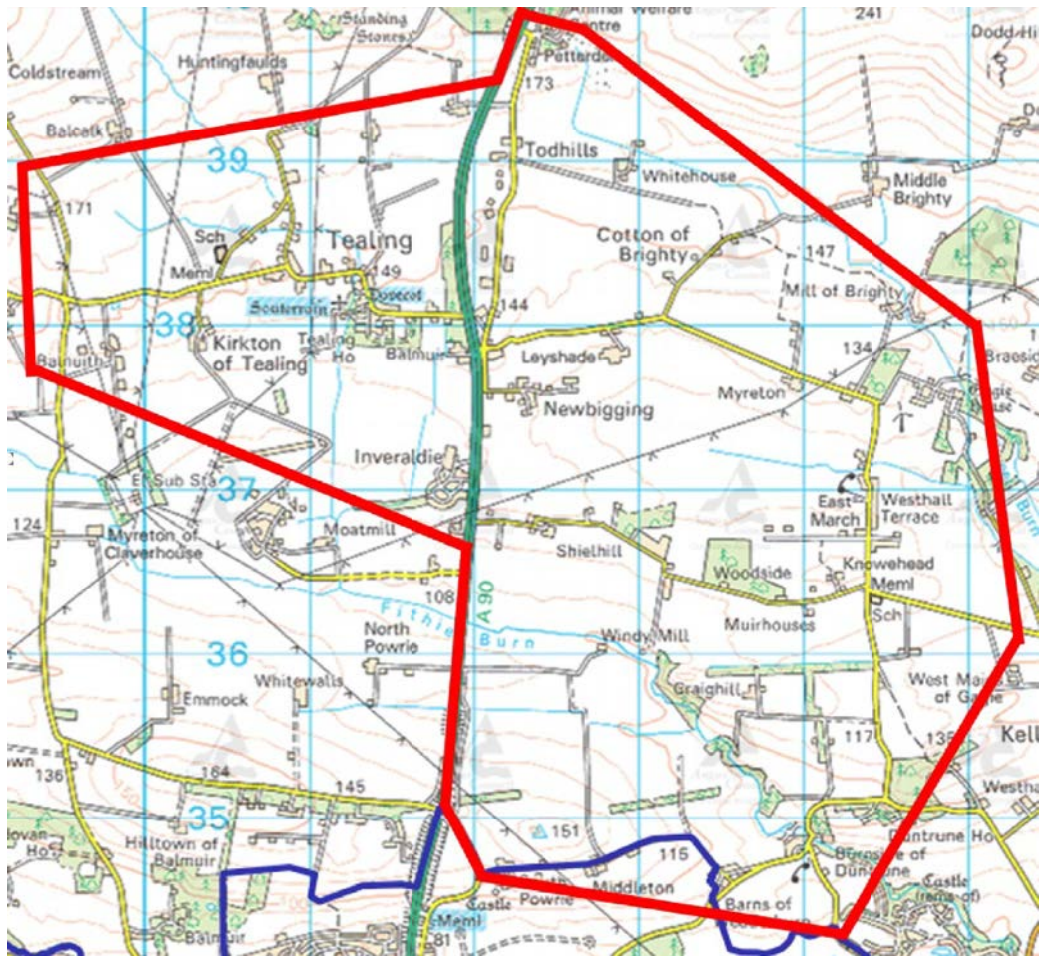 Standing
Stones
241
Animal Welfare
Centre
Petterden
Coldstream
Huntingfaulds
173
Balcalk
39
Todhills
Whitehouse
Middle
Brighty
171
Sch
Tealing
Cotton of
Brighty
147
Meml
149
Souterrain
Dovecot
144
Mill of Brighty
38
Kirkton
of Tealing
Tealing
Ho
Balmuir
Leyshade
134
Balnuith
Newbigging
Myreton
Inveraldie
El Sub Sta
37
East
March
Westhall
Terrace
124
Myreton of
Claverhouse
Moatmill
Shielhill
Woodside
Knowehead
Meml
108
A 90
Sch
Muirhouses
Fithie Burn
Burn
36
North
Powrie
Windy Mill
Whitewalls
Craighill
West Mains
of
Emmock
117
136
164
145
35
151
Duntrune Ho
Hilltown of
Balmuir
115
Burnside of
Duntrune
Middleton
Castle
(rems of)
Castle
Powrie
Barns of
Meml
Balmuir
81